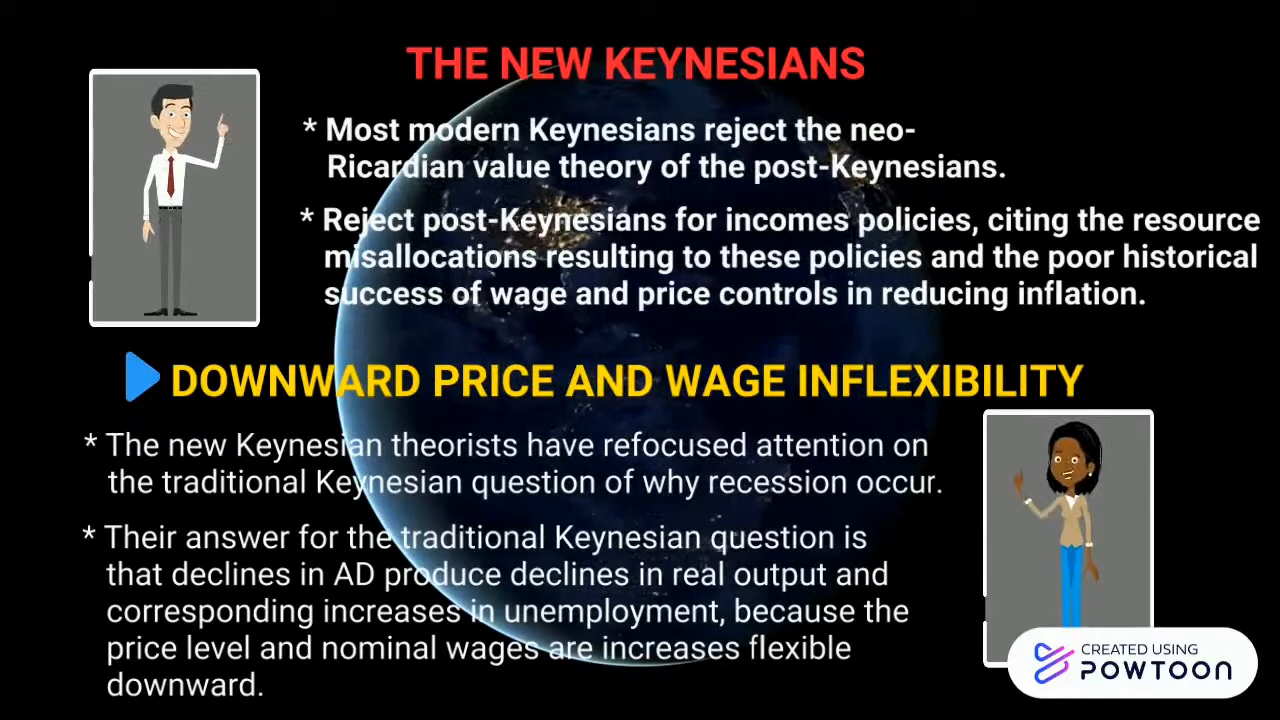 THE NEW KEYNESIANS
* Most modern Keynesians reject the neo-
Ricardian value theory of the post-Keynesians.
* Reject post-Keynesians for incomes policies, citing the resource
misallocations resulting to these policies and the poor historical
success of wage and price controls in reducing inflation.
DOWNWARD PRICE AND WAGE INFLEXIBILITY
* The new Keynesian theorists have refocused attention on
the traditional Keynesian question of why recession occur.
* Their answer for the traditional Keynesian question is
that declines in AD produce declines in real output and
corresponding increases in unemployment, because the
price level and nominal wages are increases flexible
downward.
CREATED USING
POWTOON